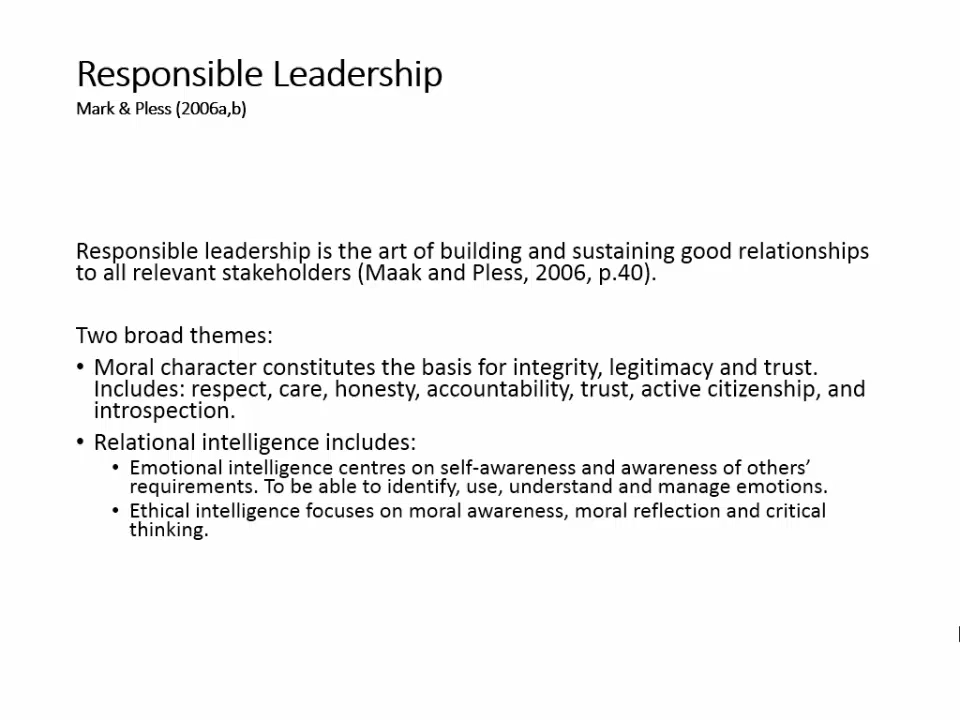 Responsible Leadership
Mark & Pless (2006a,b)
Responsible leadership is the art of building and sustaining good relationships
to all relevant stakeholders (Maak and Pless, 2006, p.40).
Two broad themes:
• Moral character constitutes the basis for integrity, legitimacy and trust.
Includes: respect, care, honesty, accountability, trust, active citizenship, and
introspection.
• Relational intelligence includes:
• Emotional intelligence centres on self-awareness and awareness of others’
requirements. To be able to identify, use, understand and manage emotions.
• Ethical intelligence focuses on moral awareness, moral reflection and critical
thinking.